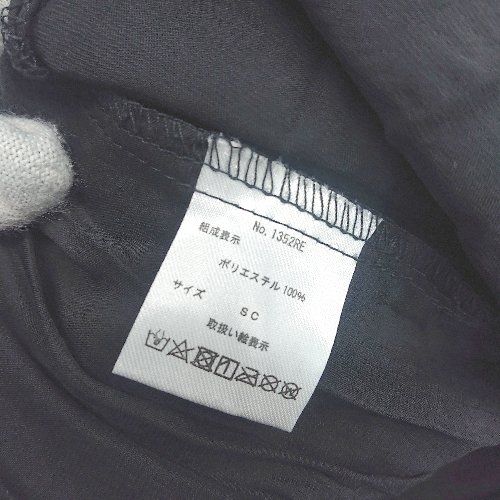 No. 1352RE
組成表示
ポリエステル 100%
サイズ
SC
取扱い絵表示